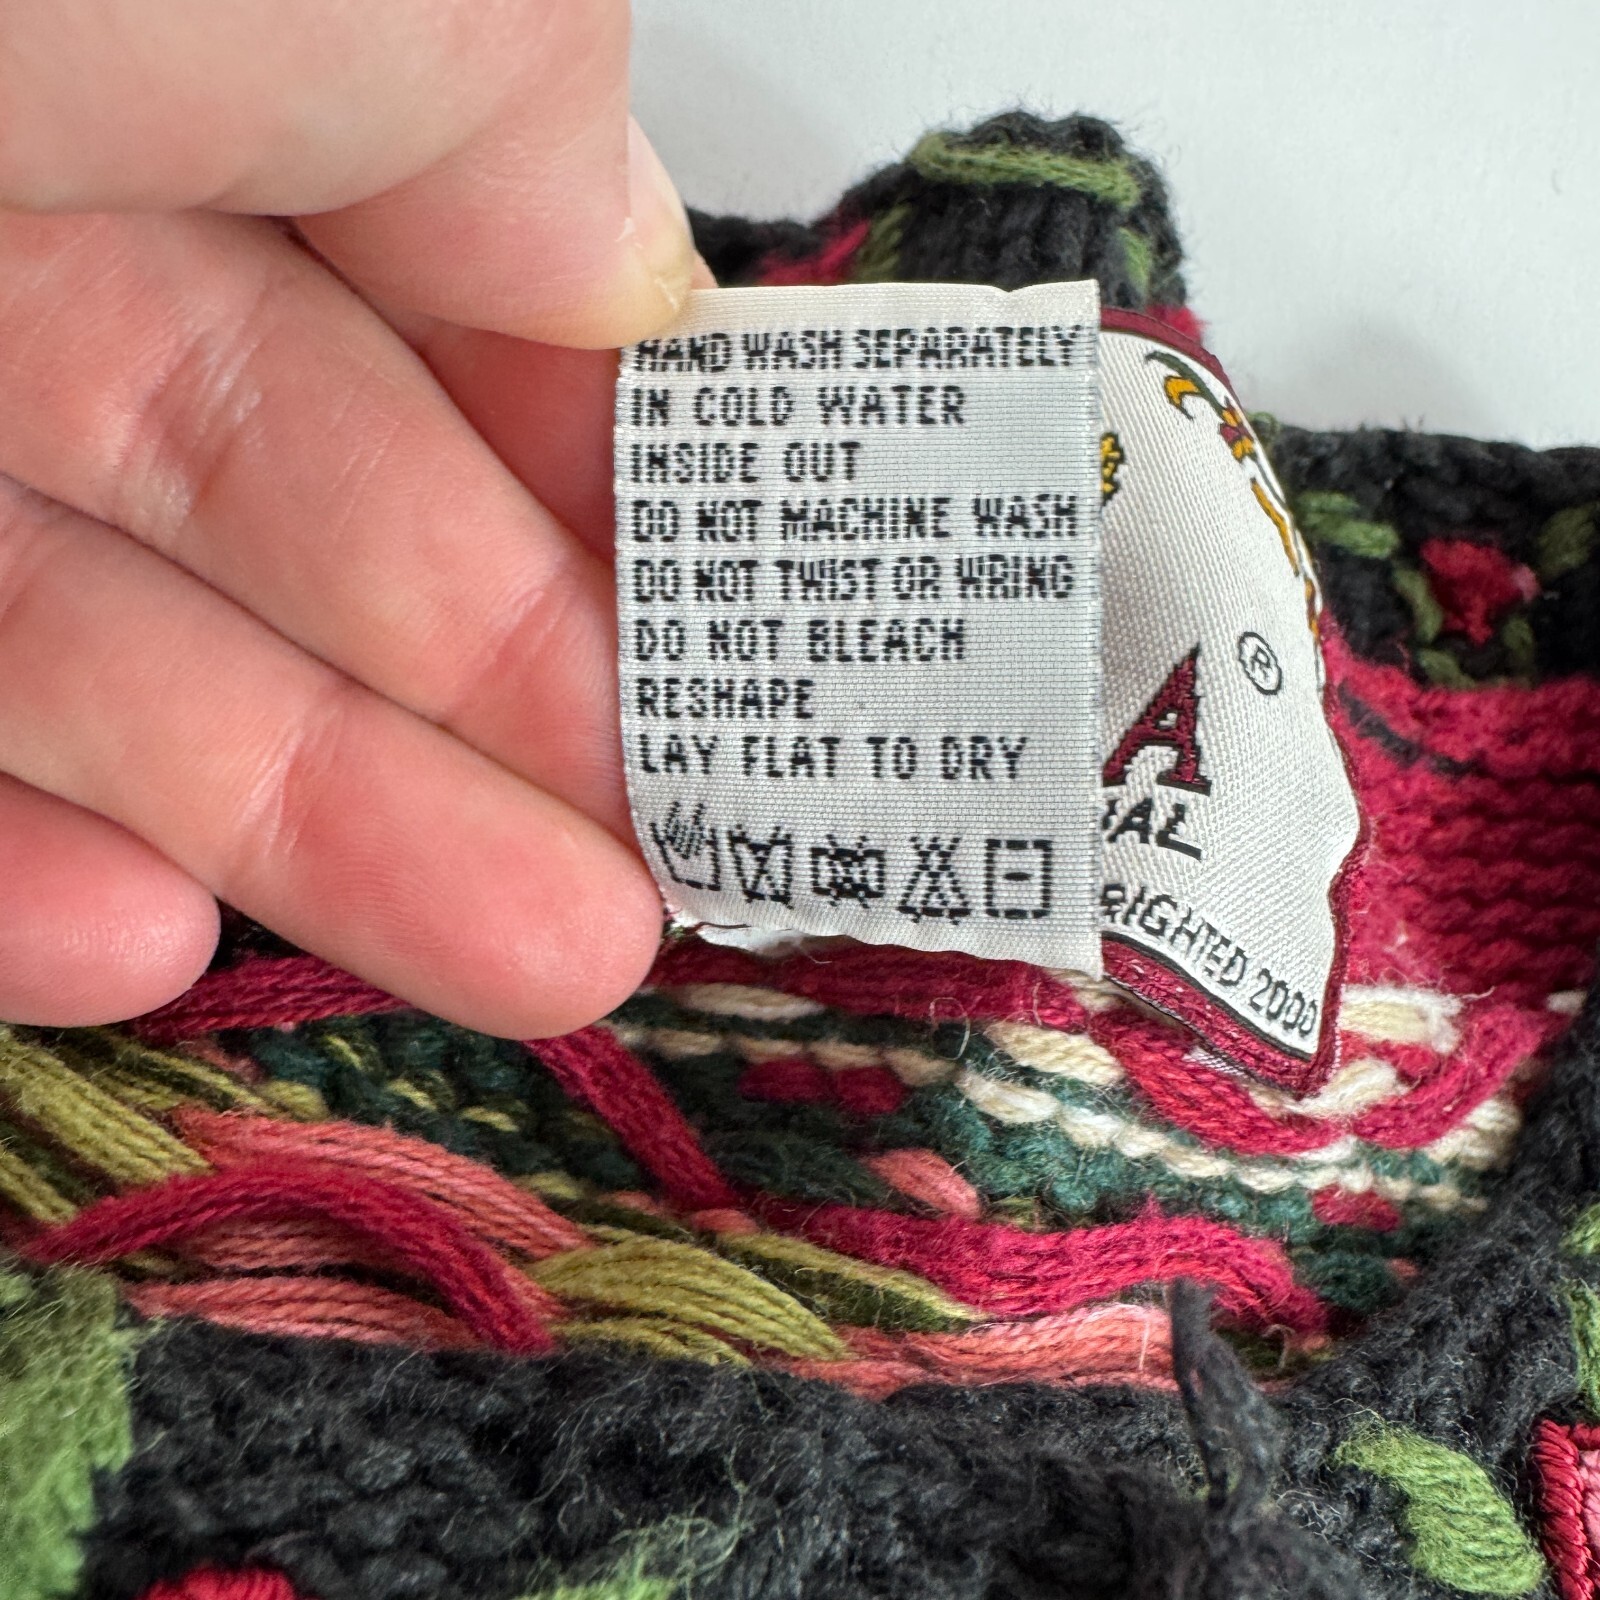 HAND WASH SEPARATELY
IN COLD WATER
INSIDE OUT
DO NOT MACHINE WASH
DO NOT TWIST OR WRING
DO NOT BLEACH
RESHAPE
LAY FLAT TO DRY
®
A
IAL
RIGHTED 2000